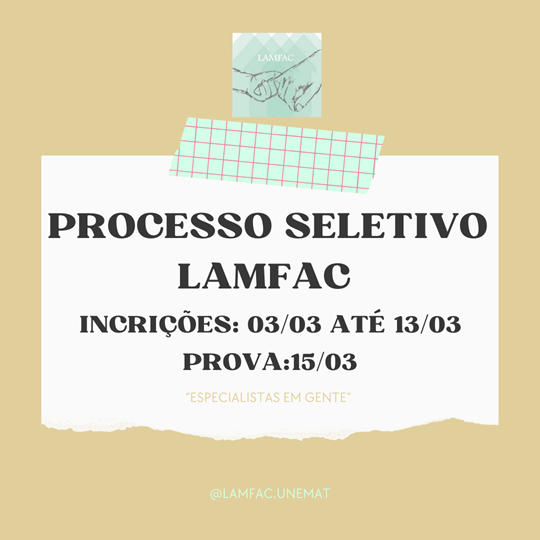 LAMFAC
PROCESSO SELETIVO
LAMFAC
INCRIÇÕES: 03/03 ATÉ 13/03
PROVA:15/03
"ESPECIALISTAS EM GENTE"
@LAMFAC.UNEMAT